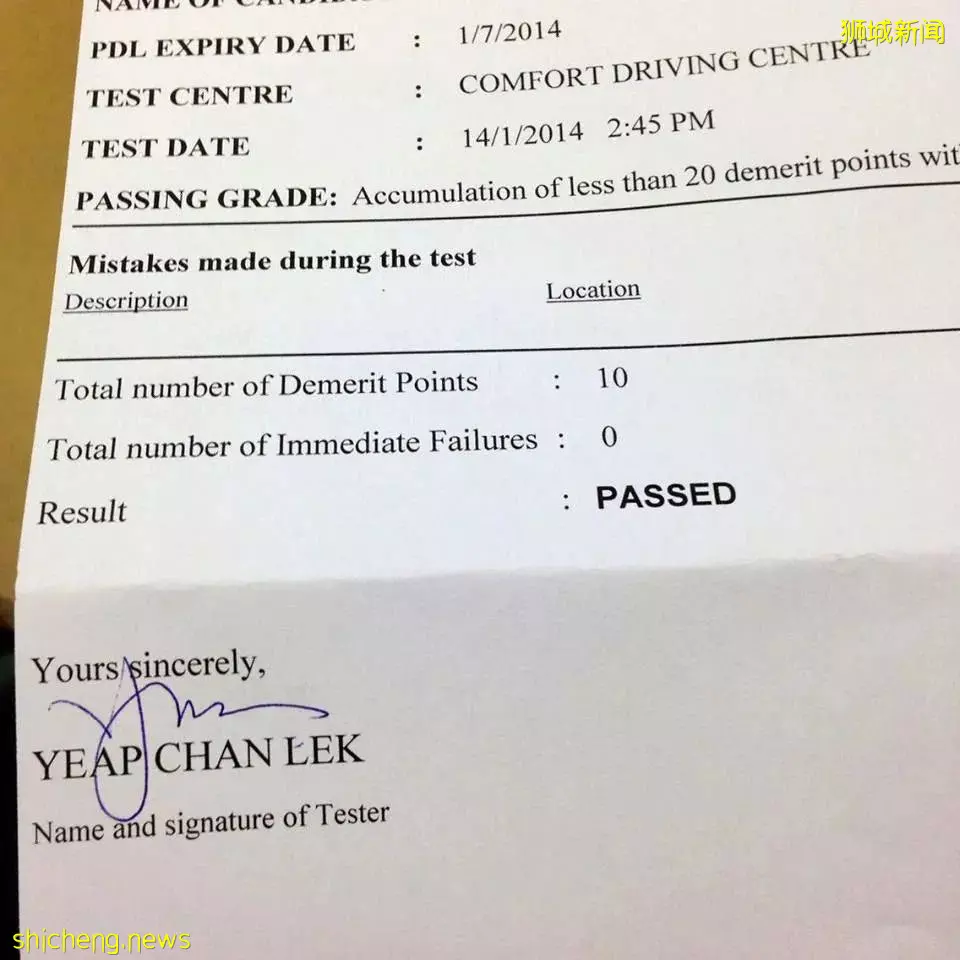 NAME OF
狮城新闻
PDL EXPIRY DATE : 1/7/2014
TEST CENTRE : COMFORT DRIVING CENTRE
TEST DATE : 14/1/2014 2:45 PM
PASSING GRADE: Accumulation of less than 20 demerit points
Mistakes made during the test
Description Location
Total number of Demerit Points : 10
Total number of Immediate Failures : 0
Result : PASSED
Yours sincerely,
YEAP CHAN LEK
Name and signature of Tester
shicheng.news